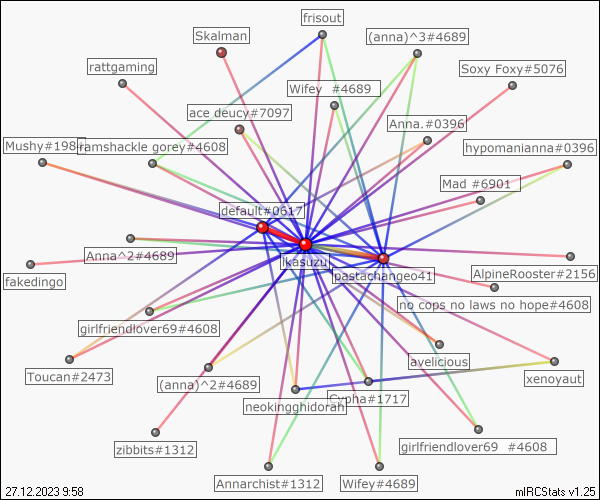 frisout
Skalman
(anna)^3#4689
rattgaming
Soxy Foxy#5076
Wifey #4689
ace deucy#7097
Anna.#0396
Mushy#1984
ramshackle gorey#4608
hypomanianna#0396
Mad #6901
default#0617
Anna^2#4689
ikasuzu
pastachangeo41
fakedingo
AlpineRooster#2156
no cops no laws no hope#4608
girlfriendlover69#4608
avelicious
Toucan#2473
(anna)^2#4689
xenoyaut
neokingghidorah
Cypha#1717
zibbits#1312
girlfriendlover69 #4608
Annarchist#1312
Wifey#4689
27.12.2023 9:58
mIRCStats v1.25